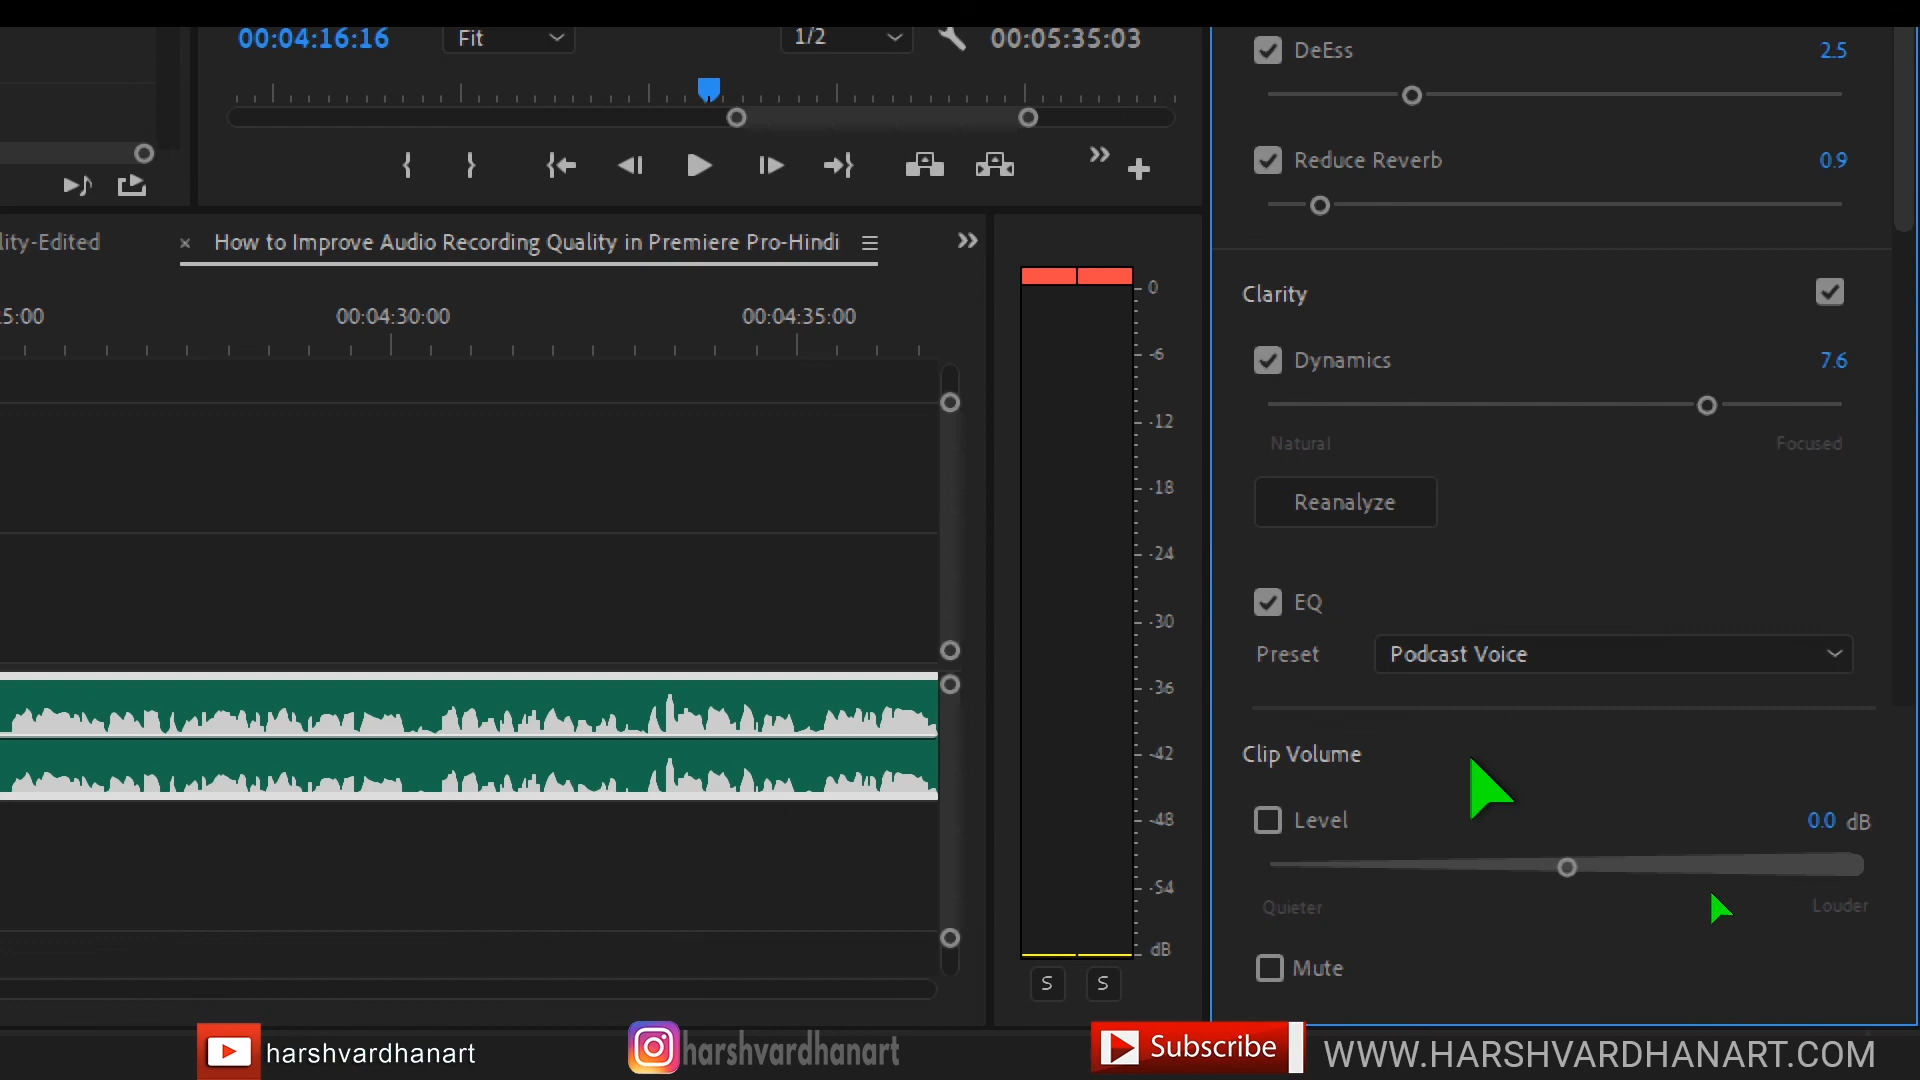 00:04:16:16
Fit
1/2
00:05:35:03
lity-Edited
× How to Improve Audio Recording Quality in Premiere Pro-Hindi
5:00
00:04:30:00
00:04:35:00
0
-6
-12
-18
-24
-30
-36
-42
-48
-54
dB
S S
DeEss 2.5
Reduce Reverb 0.9
Clarity
Dynamics 7.6
Natural Focused
Reanalyze
EQ
Preset Podcast Voice
Clip Volume
Level 0.0 dB
Quieter Louder
Mute
harshvardhanart
harshvardhanart
Subscribe
WWW.HARSHVARDHANART.COM